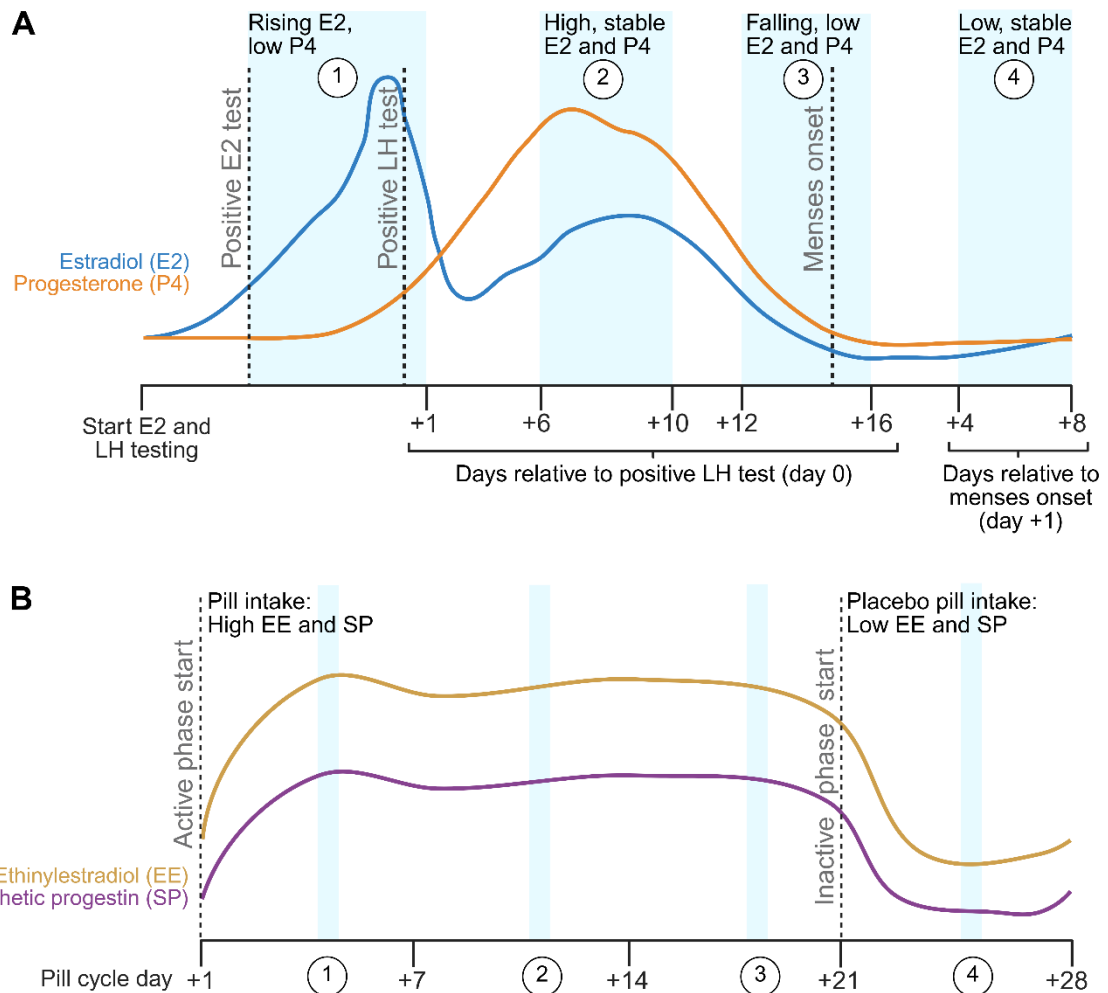 A
Rising E2,
low P4
1
High, stable
E2 and P4
2
Falling, low
E2 and P4
3
Low, stable
E2 and P4
4
Positive E2 test
Positive LH test
Menses onset
Estradiol (E2)
Progesterone (P4)
Start E2 and
LH testing
+1
+6
+10
+12
+16
+4
+8
Days relative to positive LH test (day 0)
Days relative to
menses onset
(day +1)
B
Pill intake:
High EE and SP
Placebo pill intake:
Low EE and SP
Active phase start
Inactive phase start
Ethinylestradiol (EE)
hetic progestin (SP)
Pill cycle day
+1
1
+7
2
+14
3
+21
4
+28